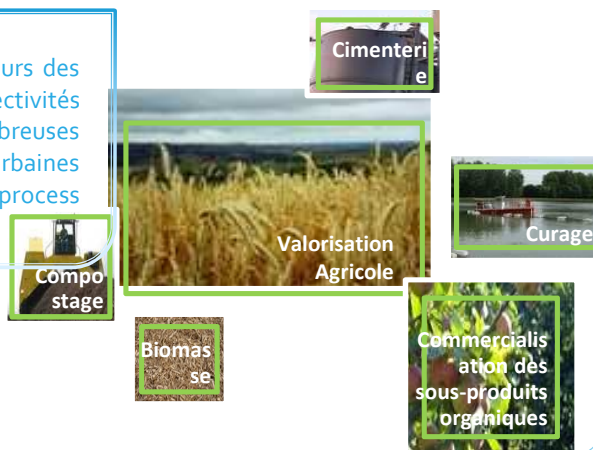 urs des
ectivités
breuses
rbaines
process
Cimenteri
e
Valorisation
Agricole
Curage
Compo
stage
Biomas
se
Commercialis
ation des
sous-produits
organiques